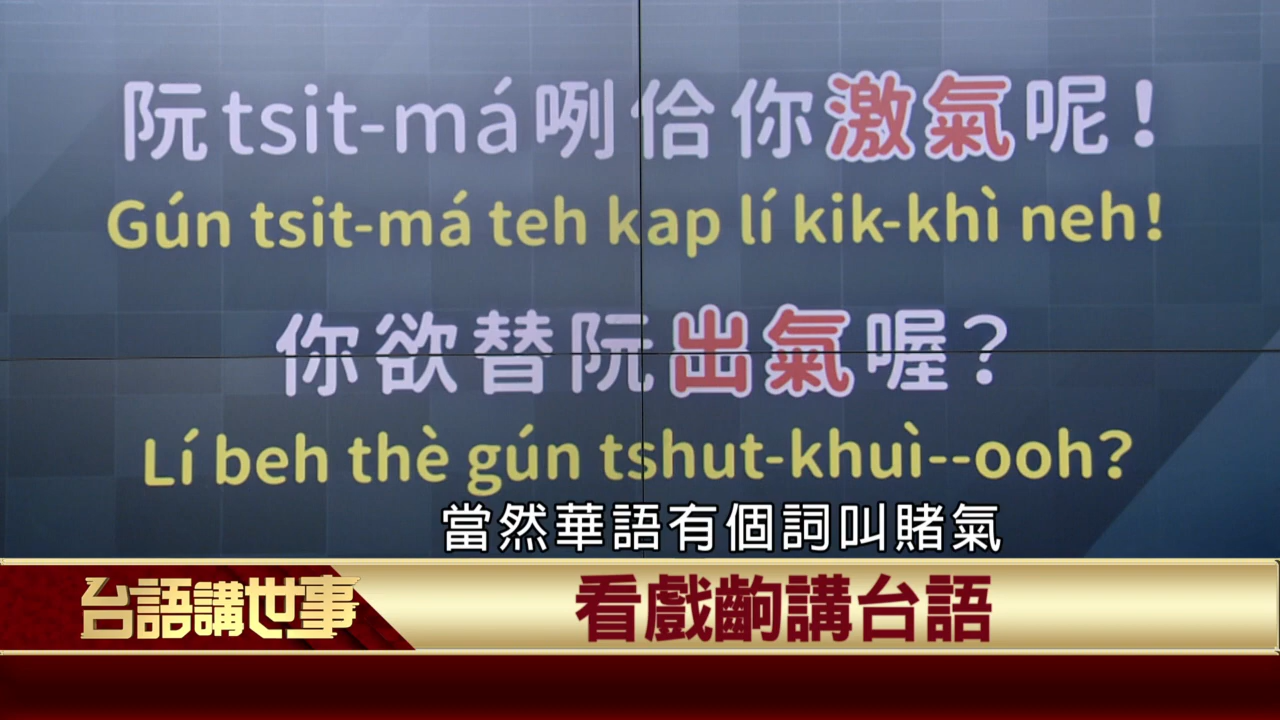 阮tsit-má咧佮你激氣呢！
Gún tsit-má teh kap lí kik-khì neh!
你欲替阮出氣喔？
Lí beh thè gún tshut-khuì--ooh?
當然華語有個詞叫賭氣
台語講世事
看戲齣講台語